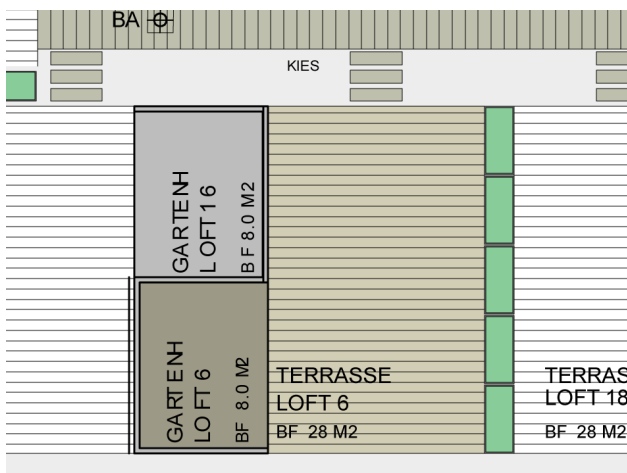 BA
KIES
GARTENH
LOFT 16
BF 8.0 M2
GARTENH
LOFT 6
BF 8.0 M2
TERRASSE
LOFT 6
BF 28 M2
TERRAS
LOFT 18
BF 28 M2